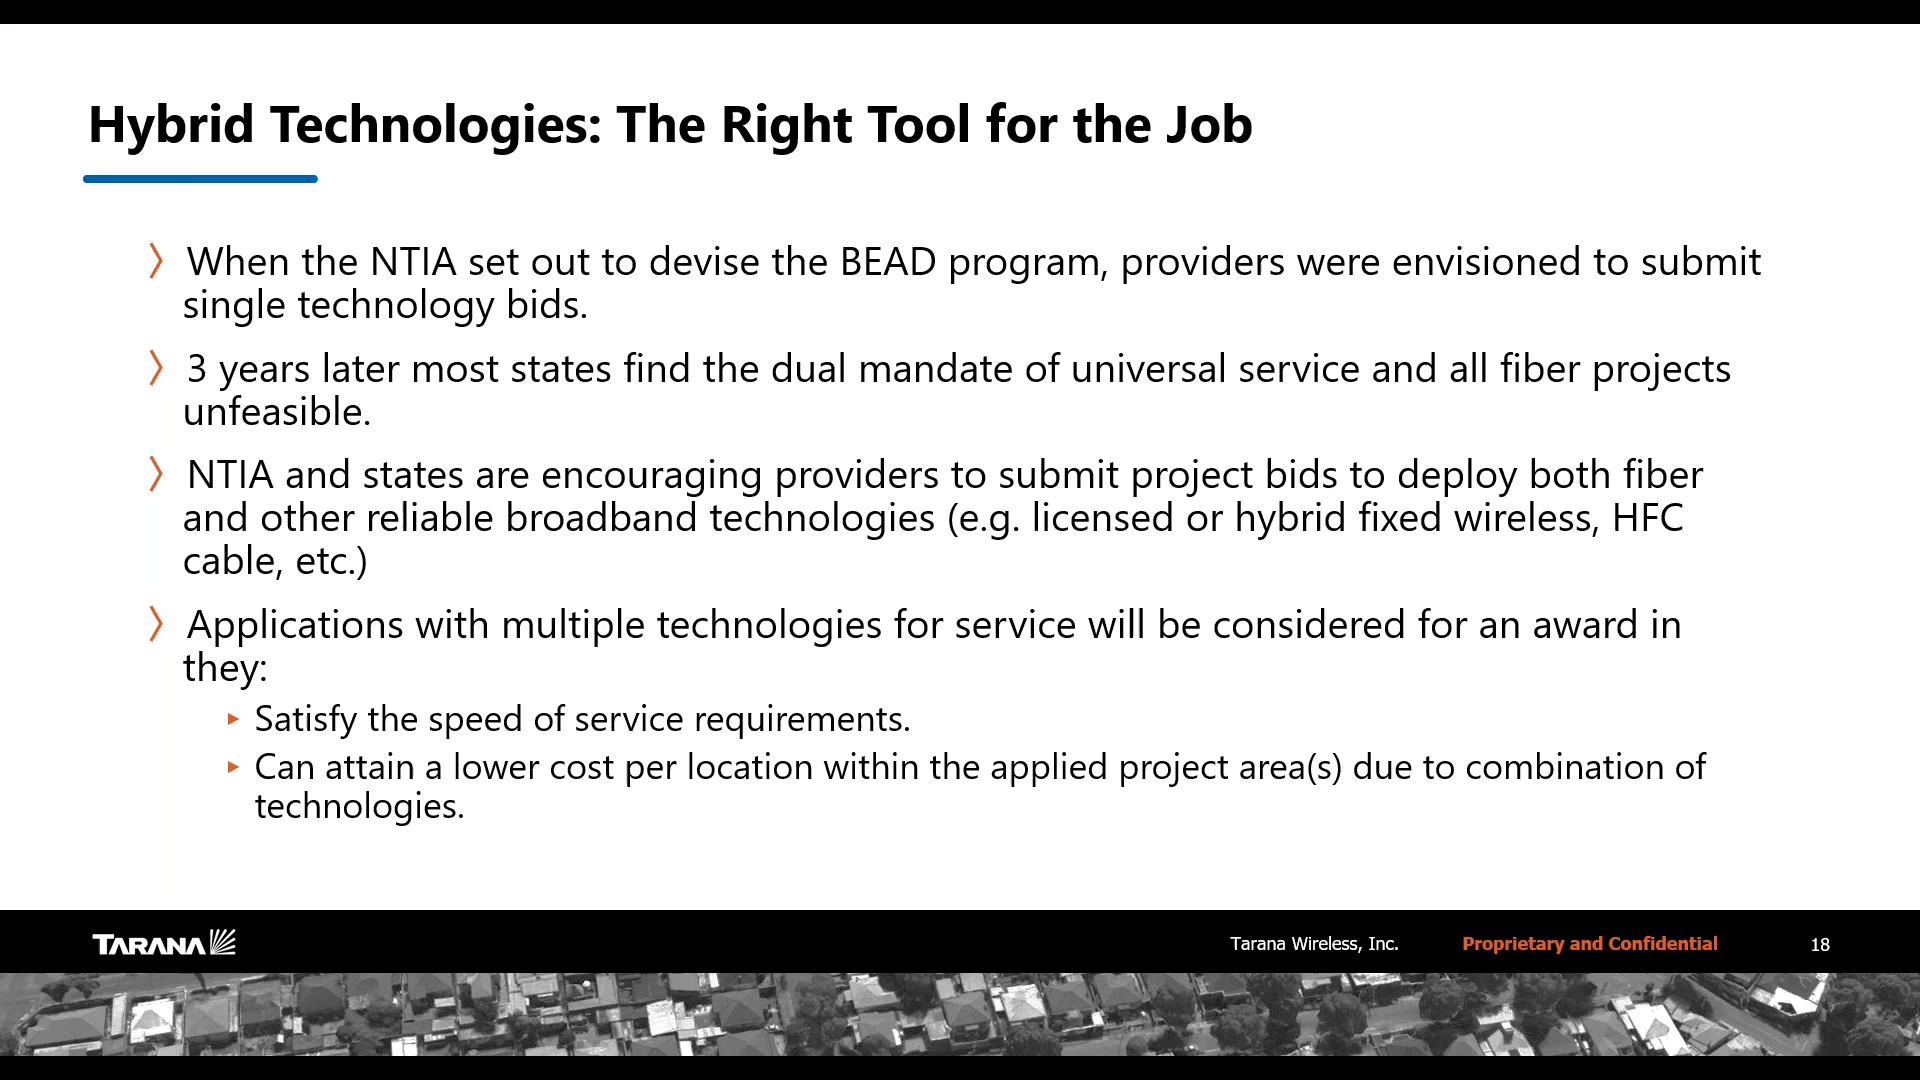 Hybrid Technologies: The Right Tool for the Job
When the NTIA set out to devise the BEAD program, providers were envisioned to submit
single technology bids.
3 years later most states find the dual mandate of universal service and all fiber projects
unfeasible.
NTIA and states are encouraging providers to submit project bids to deploy both fiber
and other reliable broadband technologies (e.g. licensed or hybrid fixed wireless, HFC
cable, etc.)
Applications with multiple technologies for service will be considered for an award in
they:
Satisfy the speed of service requirements.
Can attain a lower cost per location within the applied project area(s) due to combination of
technologies.
TARANA
Tarana Wireless, Inc.
Proprietary and Confidential
18